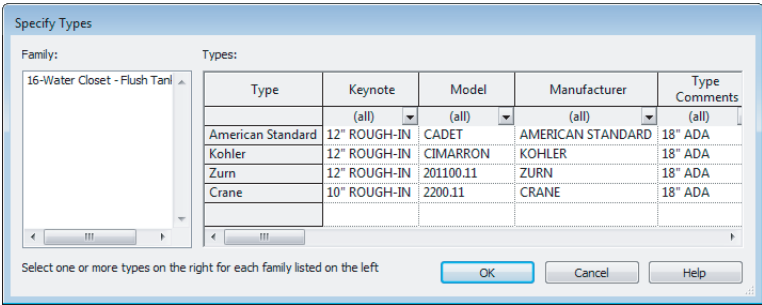 Specify Types
Family:
Types:
16-Water Closet - Flush Tank
Type Keynote Model Manufacturer Type Comments
(all) (all) (all) (all)
American Standard 12" ROUGH-IN CADET AMERICAN STANDARD 18" ADA
Kohler 12" ROUGH-IN CIMARRON KOHLER 18" ADA
Zurn 12" ROUGH-IN 201100.11 ZURN 18" ADA
Crane 10" ROUGH-IN 2200.11 CRANE 18" ADA
Select one or more types on the right for each family listed on the left
OK Cancel Help